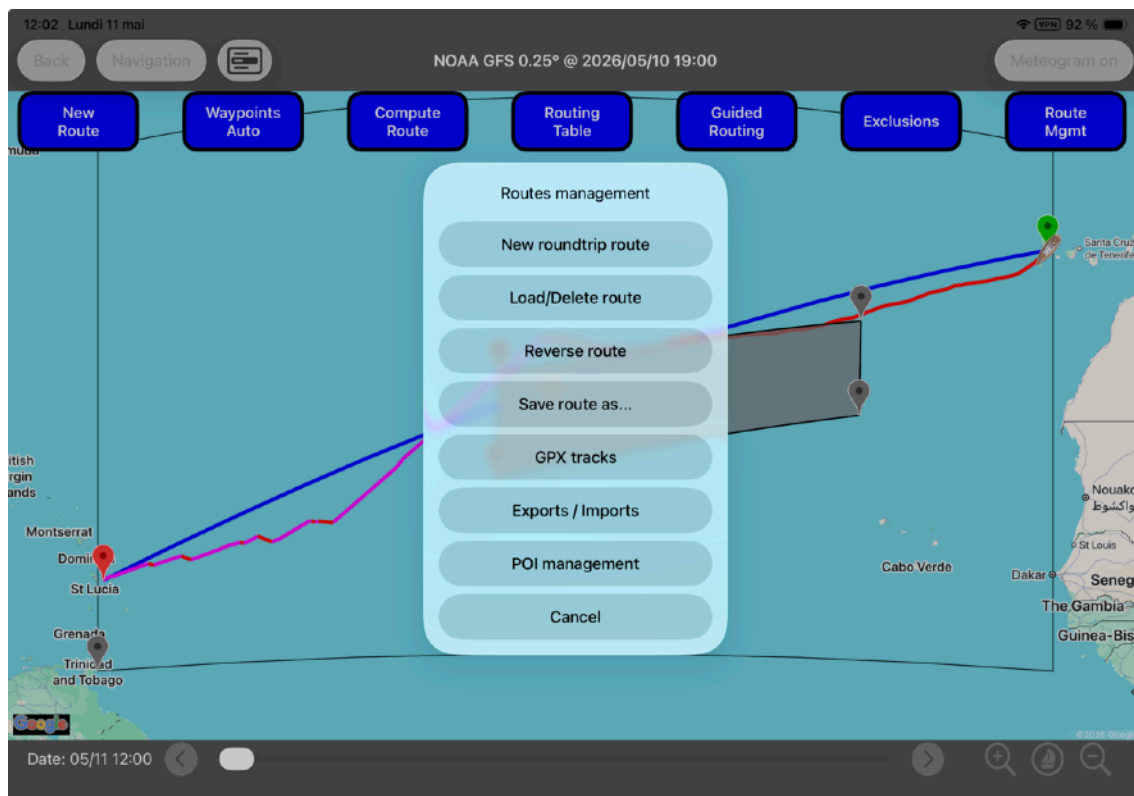 12:02 Lundi 11 mai
VPN 92 %
Back
Navigation
NOAA GFS 0.25° @ 2026/05/10 19:00
Meteogram on
New
Route
Waypoints
Auto
Compute
Route
Routing
Table
Guided
Routing
Exclusions
Route
Mgmt
muda
Routes management
New roundtrip route
Load/Delete route
Reverse route
Save route as...
GPX tracks
Exports / Imports
POI management
Cancel
Santa Cruz
de Tenerife
itish
rgin
ands
Montserrat
Domini
St Lucia
Grenada
Trinidad
and Tobago
Cabo Verde
Nouakc
واكشوط
St Louis
Dakar
Seneg
The Gambia
Guinea-Bis
Google
©2026 Google
Date: 05/11 12:00